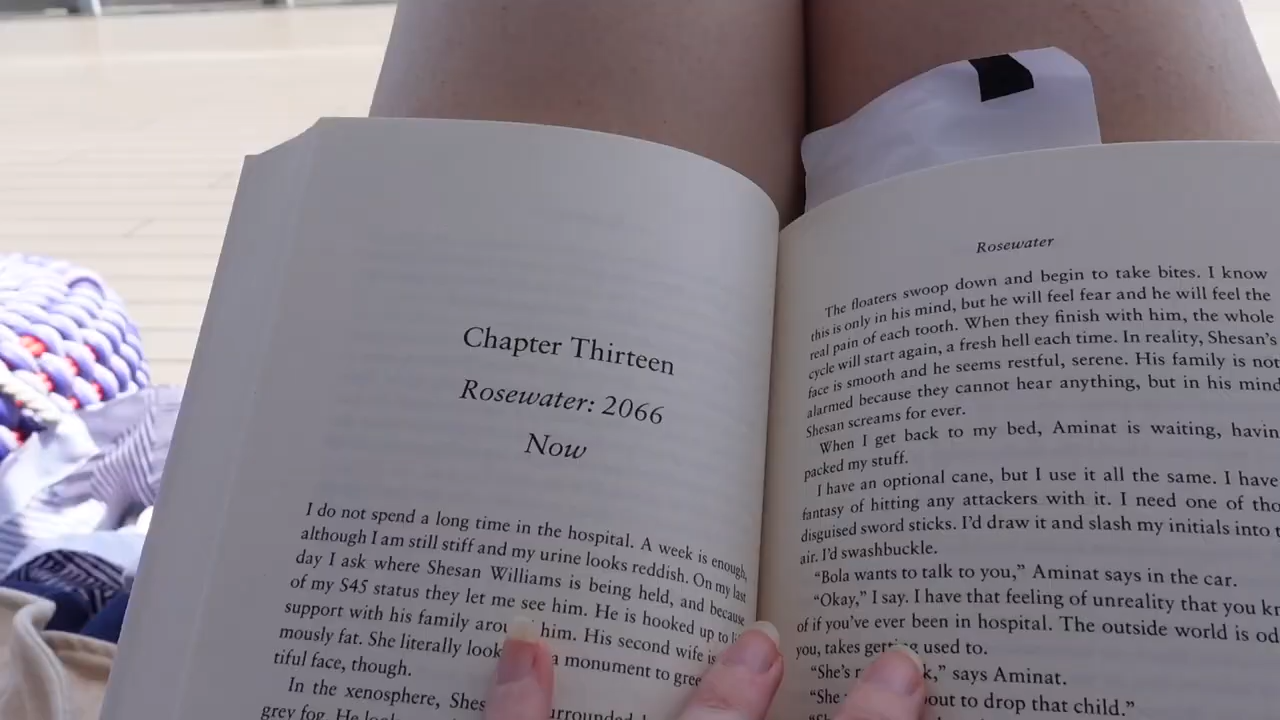 Chapter Thirteen
Rosewater: 2066
Now
I do not spend a long time in the hospital. A week is enough,
although I am still stiff and my urine looks reddish. On my last
day I ask where Shesan Williams is being held, and because
of my S45 status they let me see him. He is hooked up to
support with his family him. His second wife is
mously fat. She literally look a monument to
tiful face, though.
In the xenosphere,
grey fog. He
Rosewater
The floaters swoop down and begin to take bites. I know
this is only in his mind, but he will feel fear and he will feel the
real pain of each tooth. When they finish with him, the whole
cycle will start again, a fresh hell each time. In reality, Shesan's
face is smooth and he seems restful, serene. His family is not
alarmed because they cannot hear anything, but in his mind
Shesan screams for ever.
When I get back to my bed, Aminat is waiting, havin
packed my stuff.
I have an optional cane, but I use it all the same. I have
fantasy of hitting any attackers with it. I need one of tho
disguised sword sticks. I'd draw it and slash my initials into
air. I'd swashbuckle.
“Bola wants to talk to you,” Aminat says in the car.
“Okay,” I say. I have that feeling of unreality that you
of if you've ever been in hospital. The outside world is od
you, takes getting used to.
“She's k,” says Aminat.
“She out to drop that child.”